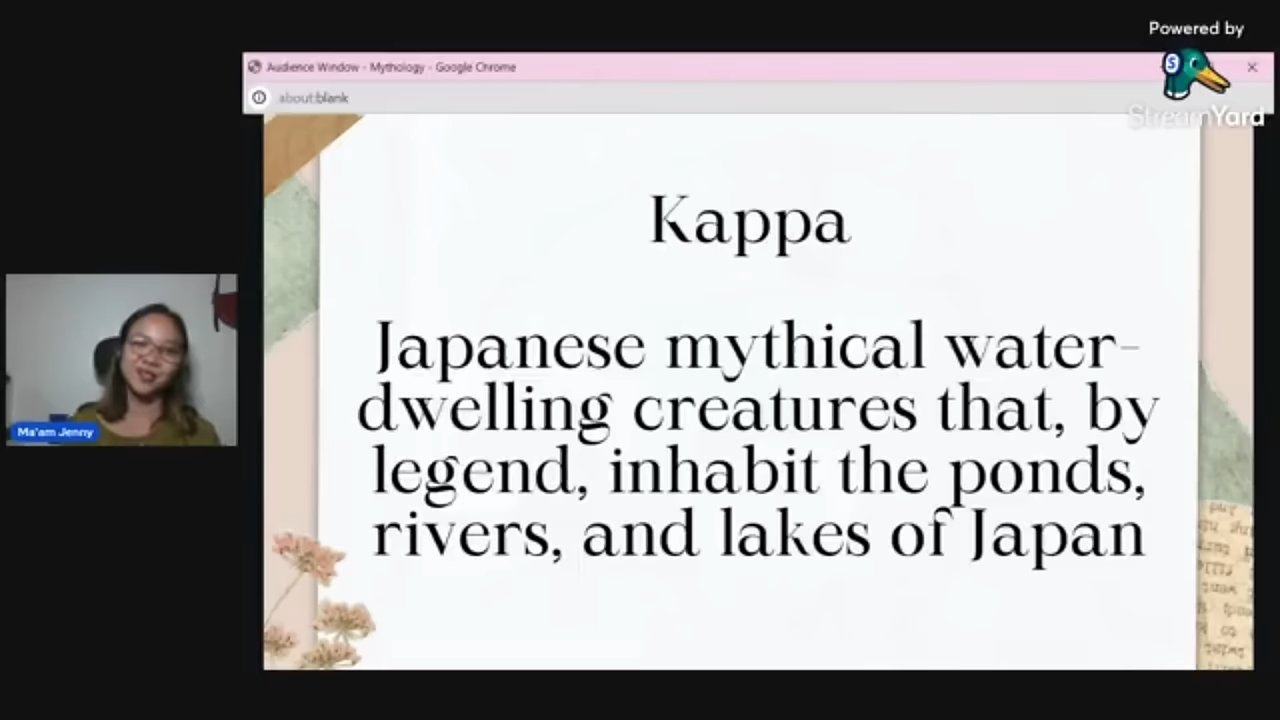 Powered by
StreamYard
Audience Window - Mythology - Google Chrome
about:blank
Kappa
Japanese mythical water-
dwelling creatures that, by
legend, inhabit the ponds,
rivers, and lakes of Japan
Ma'am Jenny